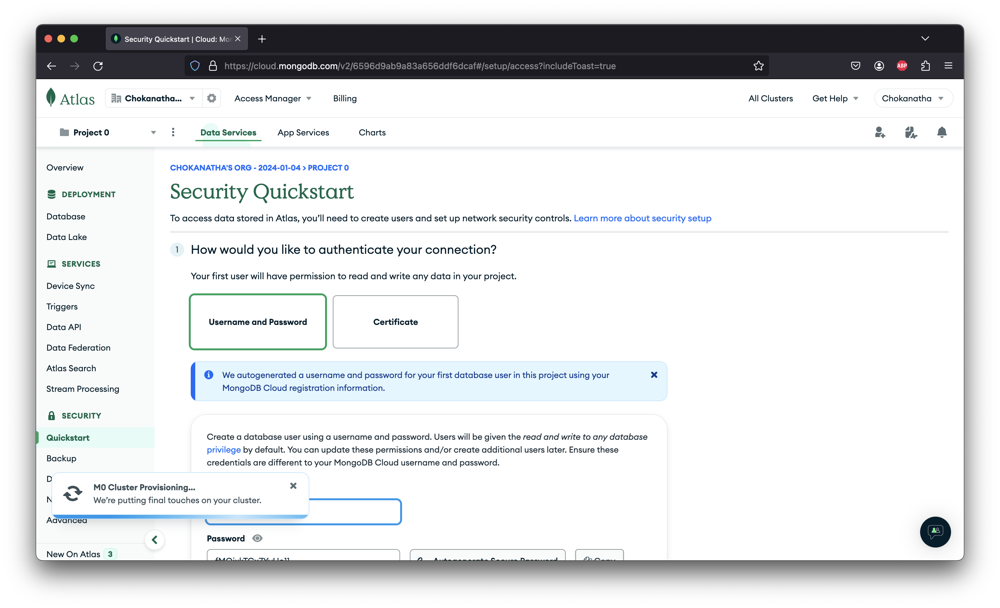 Security Quickstart | Cloud: Mon
https://cloud.mongodb.com/v2/6596d9ab9a83a656ddf6dcaf#/setup/access?includeToast=true
ABP
Atlas
Chokanatha...
Access Manager
Billing
All Clusters
Get Help
Chokanatha
Project 0
Data Services
App Services
Charts
Overview
DEPLOYMENT
Database
Data Lake
SERVICES
Device Sync
Triggers
Data API
Data Federation
Atlas Search
Stream Processing
SECURITY
Quickstart
Backup
D
N
Advanced
New On Atlas 3
CHOKANATHA'S ORG - 2024-01-04 > PROJECT 0
Security Quickstart
To access data stored in Atlas, you’ll need to create users and set up network security controls. Learn more about security setup
1 How would you like to authenticate your connection?
Your first user will have permission to read and write any data in your project.
Username and Password
Certificate
We autogenerated a username and password for your first database user in this project using your
MongoDB Cloud registration information.
Create a database user using a username and password. Users will be given the read and write to any database
privilege by default. You can update these permissions and/or create additional users later. Ensure these
credentials are different to your MongoDB Cloud username and password.
M0 Cluster Provisioning...
We’re putting final touches on your cluster.
Password
Autogenerate Secure Password
Copy